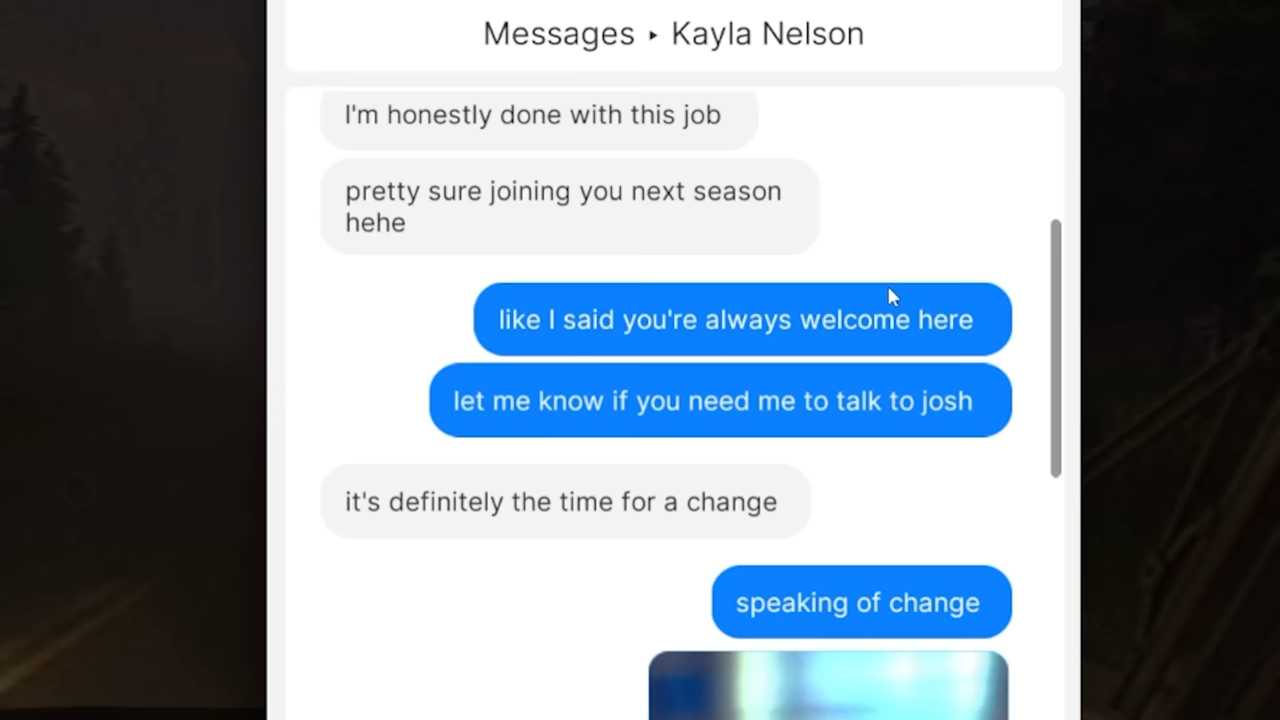 Messages ‣ Kayla Nelson
I'm honestly done with this job
pretty sure joining you next season
hehe
like I said you're always welcome here
let me know if you need me to talk to josh
it's definitely the time for a change
speaking of change